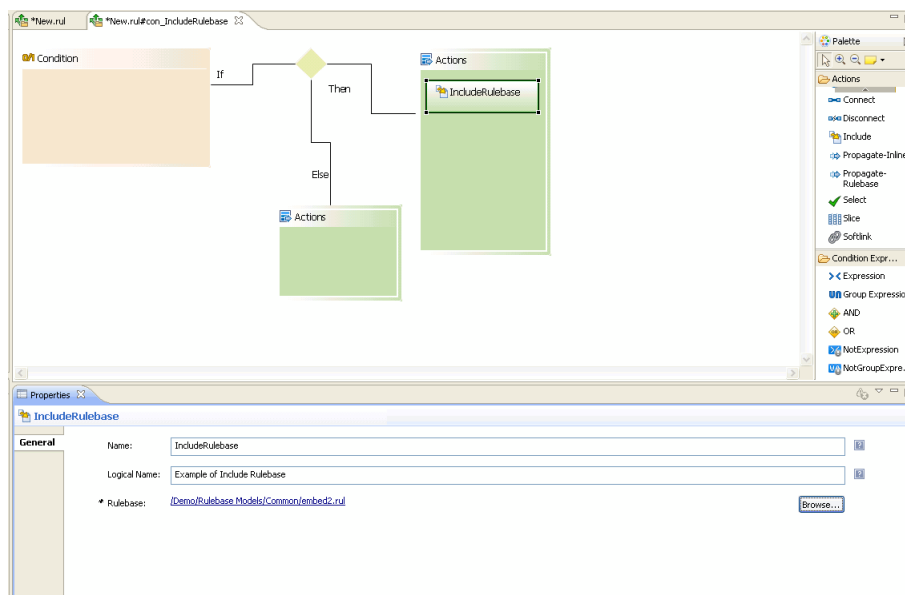 *New.rul
*New.rul#con_IncludeRulebase
Condition
If
Then
Else
Actions
IncludeRulebase
Actions
Palette
Actions
Connect
Disconnect
Include
Propagate-Inline
Propagate-
Rulebase
Select
Slice
Softlink
Condition Expr...
Expression
Group Expressio
AND
OR
NotExpression
NotGroupExpre.
Properties
IncludeRulebase
General
Name:
IncludeRulebase
Logical Name:
Example of Include Rulebase
* Rulebase:
/Demo/Rulebase Models/Common/embed2.rul
Browse...